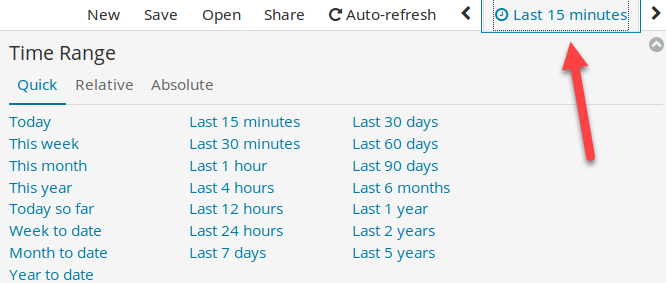 New Save Open Share Auto-refresh Last 15 minutes
Time Range
Quick Relative Absolute
Today Last 15 minutes Last 30 days
This week Last 30 minutes Last 60 days
This month Last 1 hour Last 90 days
This year Last 4 hours Last 6 months
Today so far Last 12 hours Last 1 year
Week to date Last 24 hours Last 2 years
Month to date Last 7 days Last 5 years
Year to date